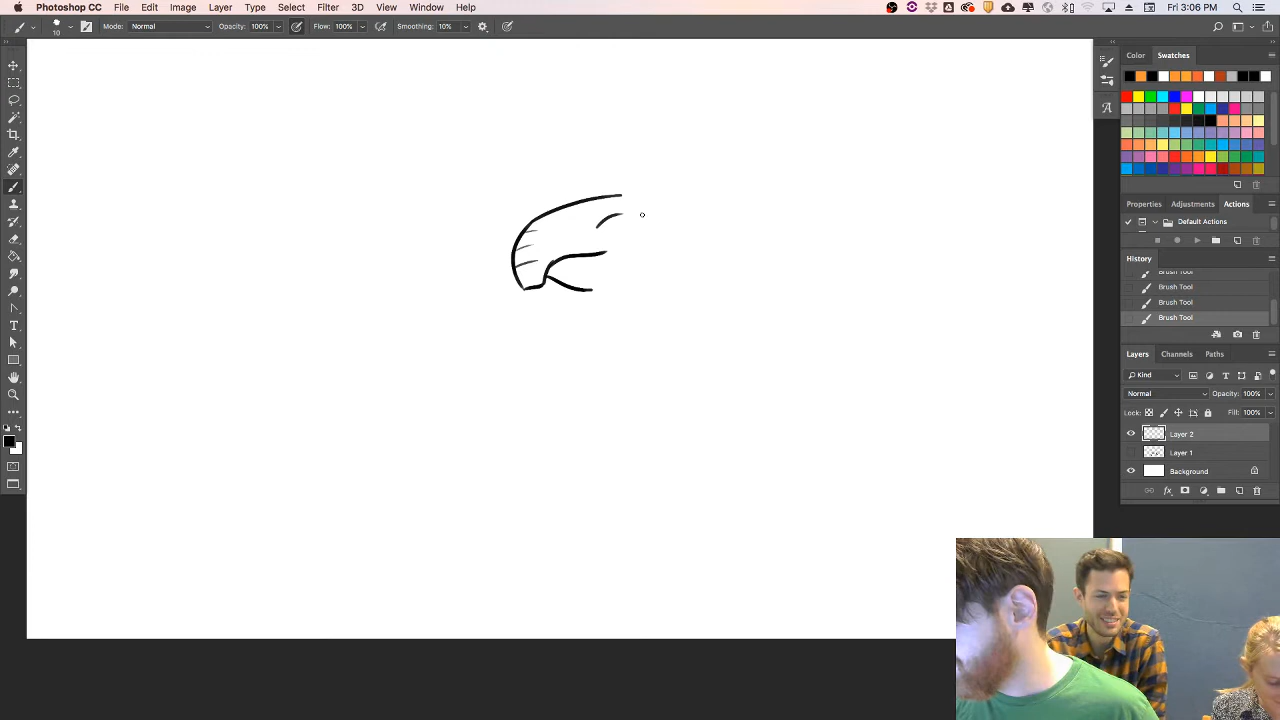 Photoshop CC File Edit Image Layer Type Select Filter 3D View Window Help
Fri 3:06 PM
10 Mode: Normal Opacity: 100% Flow: 100% Smoothing: 10%
Color Swatches
Properties Adjustments Actions
Default Actions
History
Brush Tool
Brush Tool
Brush Tool
Brush Tool
Layers Channels Paths
Kind
Normal Opacity: 100%
Lock: Fill: 100%
Layer 2
Layer 1
Background